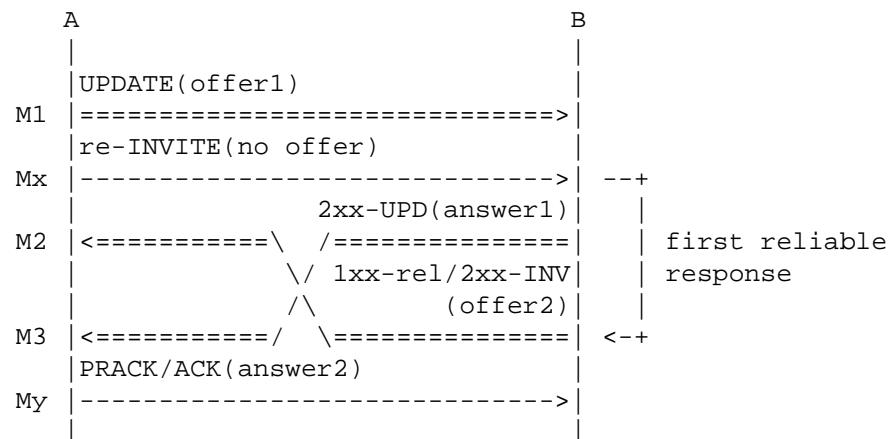 A                                       B
|                                       |
|UPDATE(offer1)                         |
M1  |==============================>|
|re-INVITE(no offer)                    |
Mx  |------------------------------>|  --+
|               2xx-UPD(answer1)|    |
M2  |<===========\  /===============|    |  first reliable
|             \/ 1xx-rel/2xx-INV|    |  response
|             /\       (offer2)|    |
M3  |<===========/  \===============|  <-+
|PRACK/ACK(answer2)                     |
My  |------------------------------>|
|                                       |